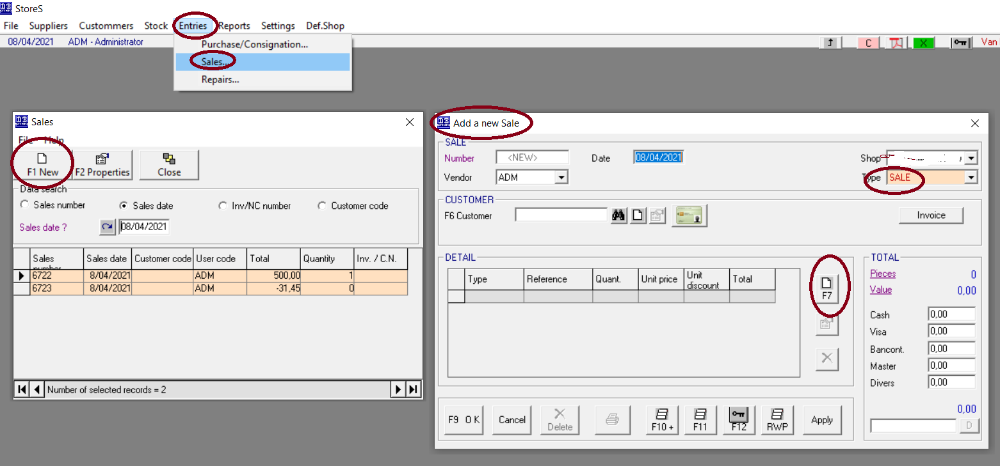 StoreS
File Suppliers Custommers Stock Entries Reports Settings Def.Shop
08/04/2021 ADM - Administrator C X Van
Purchase/Consignation...
Sales...
Repairs...
Sales
File Help
F1 New F2 Properties Close
Data search
Sales number Sales date Inv/NC number Customer code
Sales date ? 08/04/2021
Sales number Sales date Customer code User code Total Quantity Inv. / C.N.
6722 8/04/2021 ADM 500,00 1
6723 8/04/2021 ADM -31,45 0
Number of selected records = 2
Add a new Sale
SALE
Number <NEW> Date 08/04/2021 Shop
Vendor ADM Type SALE
CUSTOMER
F6 Customer Invoice
DETAIL
Type Reference Quant. Unit price Unit discount Total
F7
TOTAL
Pieces 0
Value 0,00
Cash 0,00
Visa 0,00
Bancont. 0,00
Master 0,00
Divers 0,00
0,00
D
F9 O K Cancel Delete F10 + F11 F12 RWP Apply